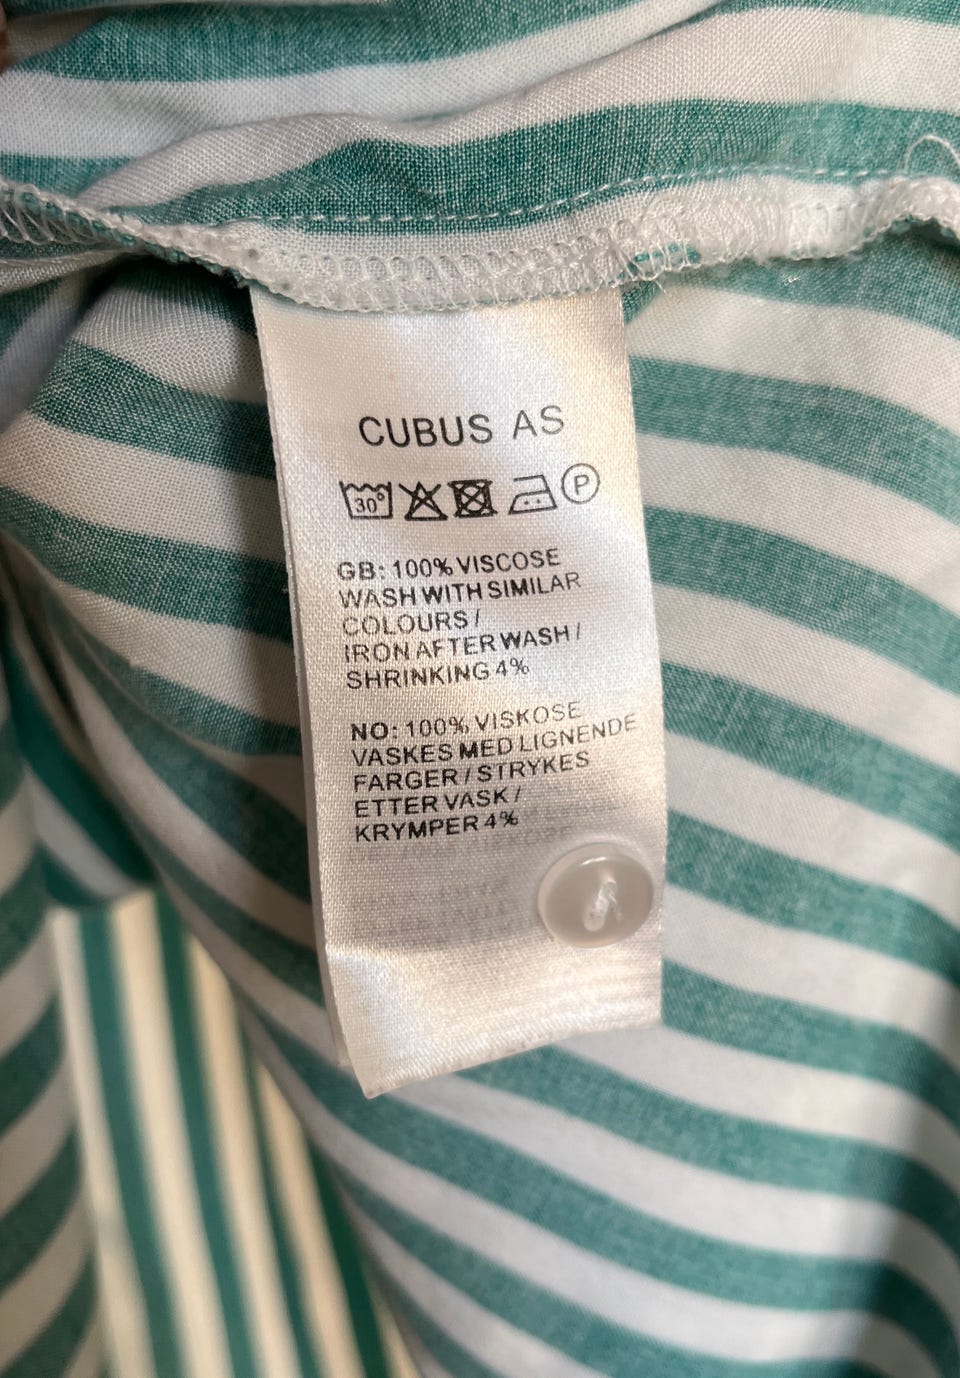 CUBUS AS
30° P
GB: 100% VISCOSE
WASH WITH SIMILAR
COLOURS /
IRON AFTER WASH /
SHRINKING 4%
NO: 100% VISKOSE
VASKES MED LIGNENDE
FARGER / STRYKES
ETTER VASK /
KRYMPER 4%